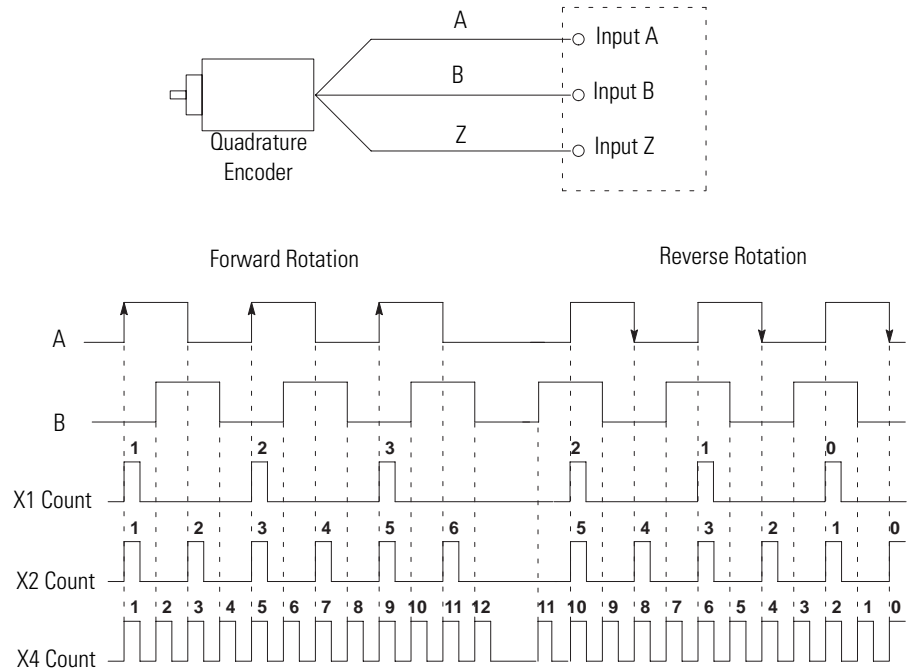 A
Input A
B
Input B
Z
Input Z
Quadrature
Encoder
Forward Rotation
Reverse Rotation
A
B
1 2 3 2 1 0
X1 Count
1 2 3 4 5 6 5 4 3 2 1 0
X2 Count
1 2 3 4 5 6 7 8 9 10 11 12 11 10 9 8 7 6 5 4 3 2 1 0
X4 Count